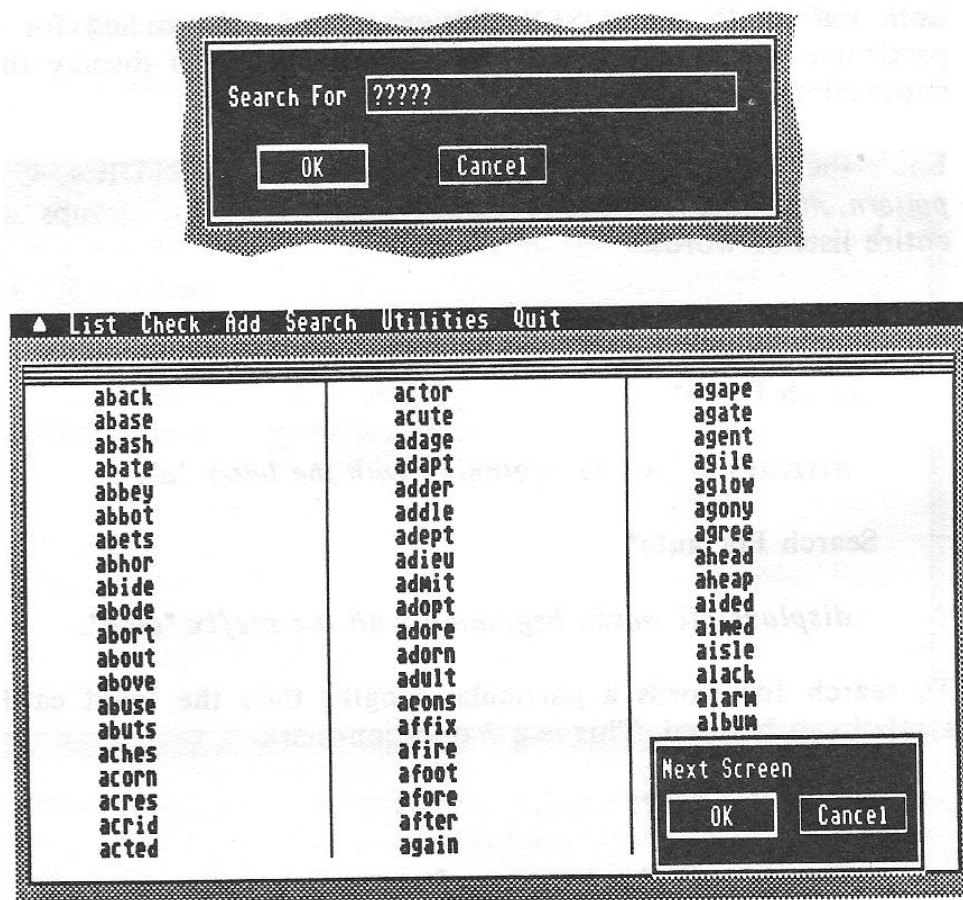 Search For ?????
OK Cancel
▲ List Check Add Search Utilities Quit
aback
abase
abash
abate
abbey
abbot
abets
abhor
abide
abode
abort
about
above
abuse
abuts
aches
acorn
acres
acrid
acted
actor
acute
adage
adapt
adder
addle
adept
adieu
admit
adopt
adore
adorn
adult
aeons
affix
afire
afoot
afore
after
again
agape
agate
agent
agile
aglow
agony
agree
ahead
aheap
aided
aimed
aisle
alack
alarm
album
Next Screen
OK Cancel